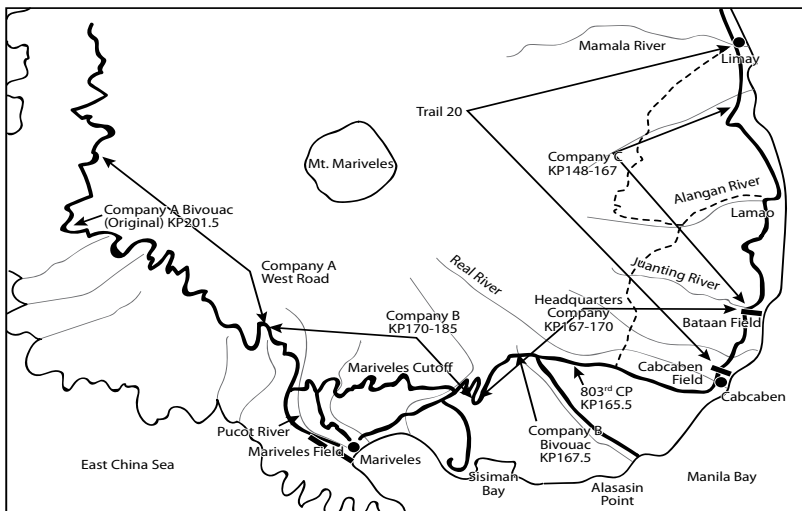 Mamala River
Limay
Trail 20
Mt. Mariveles
Company C
KP148-167
Alangan River
Lamao
Company A Bivouac
(Original) KP201.5
Company A
West Road
Real River
Juanting River
Company B
KP170-185
Headquarters
Company
KP167-170
Bataan Field
Mariveles Cutoff
Cabcaben
Field
803rd CP
KP165.5
Cabcaben
Pucot River
Company B
Bivouac
KP167.5
Mariveles Field
Mariveles
East China Sea
Sisiman
Bay
Alasasin
Point
Manila Bay